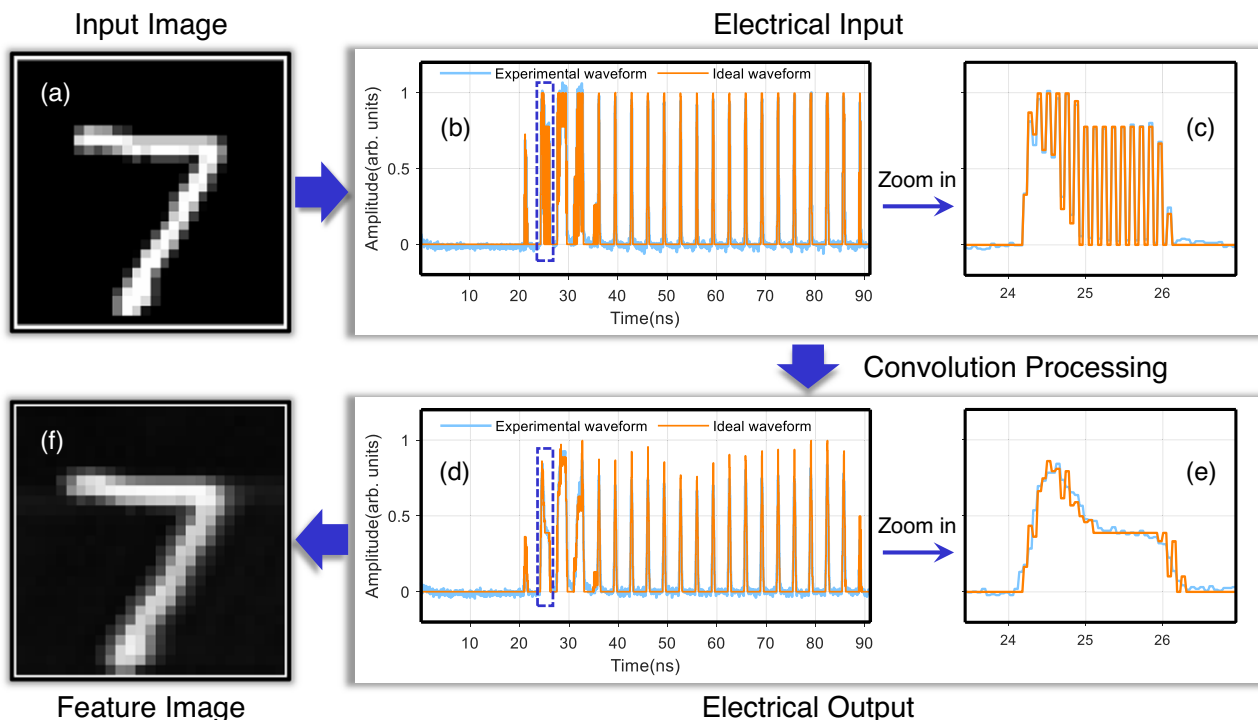 Input Image
Electrical Input
(a)
Experimental waveform
Ideal waveform
(b)
Amplitude(arb. units)
1
0.5
0
10 20 30 40 50 60 70 80 90
Time(ns)
Zoom in
(c)
24 25 26
Convolution Processing
(f)
Experimental waveform
Ideal waveform
(d)
Amplitude(arb. units)
1
0.5
0
10 20 30 40 50 60 70 80 90
Time(ns)
Zoom in
(e)
24 25 26
Feature Image
Electrical Output